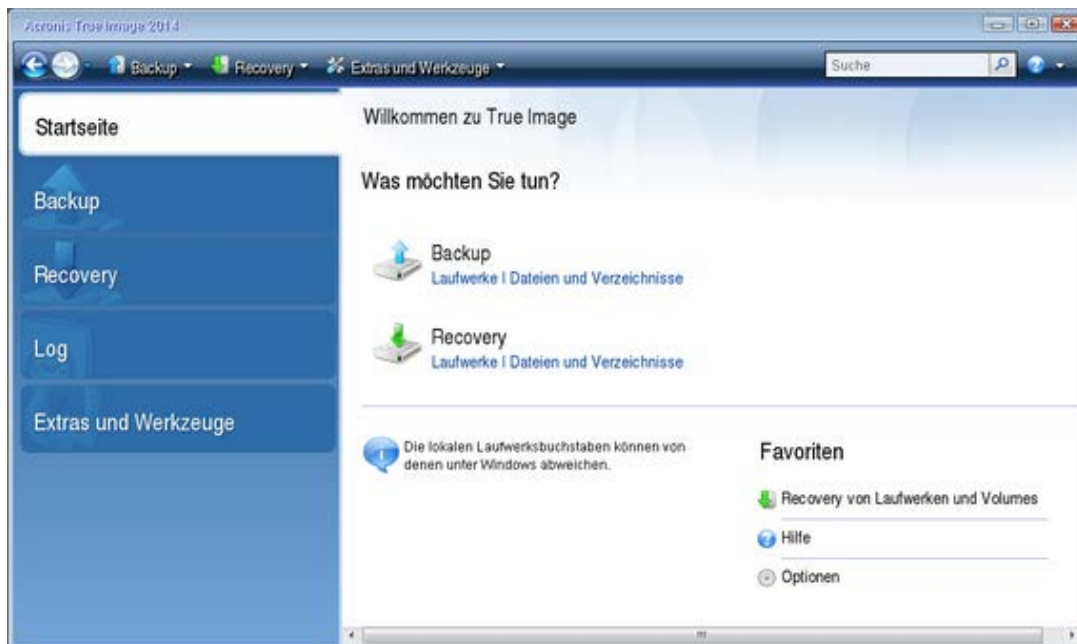 Acronis True Image 2014
Backup Recovery Extras und Werkzeuge Suche
Startseite
Backup
Recovery
Log
Extras und Werkzeuge
Willkommen zu True Image
Was möchten Sie tun?
Backup
Laufwerke | Dateien und Verzeichnisse
Recovery
Laufwerke | Dateien und Verzeichnisse
Die lokalen Laufwerksbuchstaben können von
denen unter Windows abweichen.
Favoriten
Recovery von Laufwerken und Volumes
Hilfe
Optionen